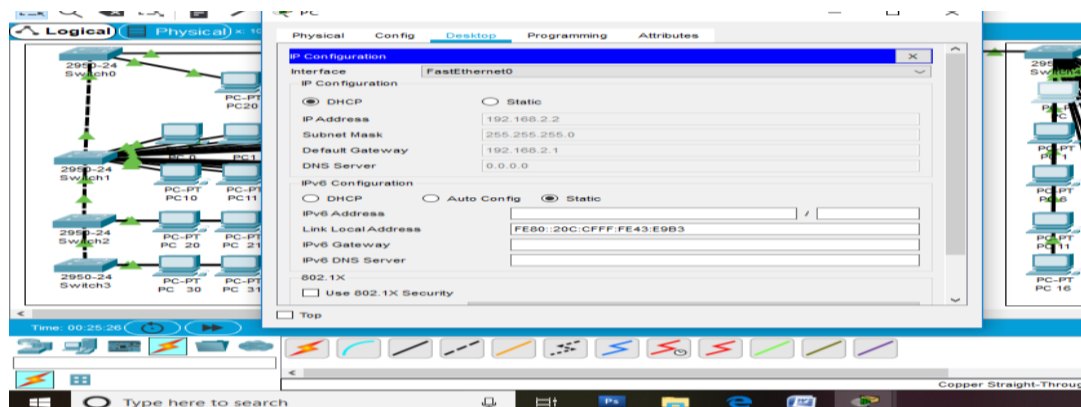 PC
Logical
Physical
x: 10
Physical Config Desktop Programming Attributes
IP Configuration
Interface FastEthernet0
IP Configuration
DHCP Static
IP Address 192.168.2.2
Subnet Mask 255.255.255.0
Default Gateway 192.168.2.1
DNS Server 0.0.0.0
IPv6 Configuration
DHCP Auto Config Static
IPv6 Address /
Link Local Address FE80::20C:CFFF:FE43:E9B3
IPv6 Gateway
IPv6 DNS Server
802.1X
Use 802.1X Security
Top
2950-24
Switch0
PC-PT
PC20
PC 0 PC1
2950-24
Switch1
PC-PT PC-PT
PC10 PC11
2950-24
Switch2
PC-PT PC-PT
PC 20 PC 21
2950-24
Switch3
PC-PT PC-PT
PC 30 PC 31
PC-PT
PC 16
Time: 00:25:26
Copper Straight-Throug
Type here to search
Ps